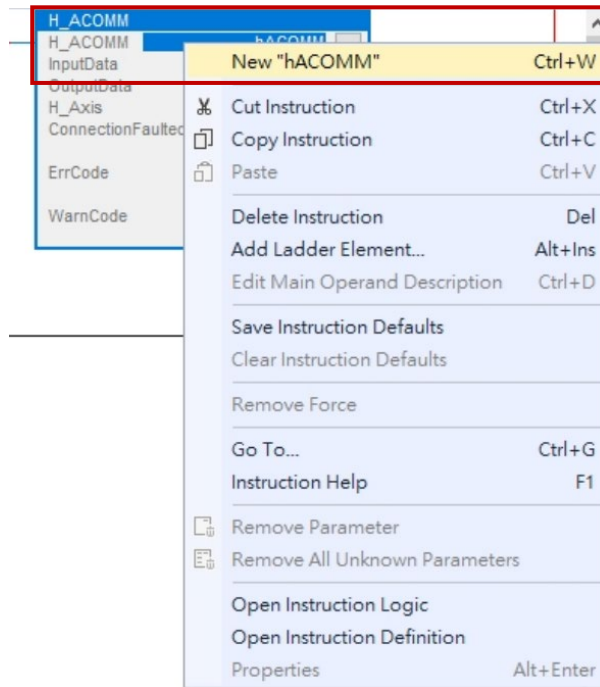 H_ACOMM
H_ACOMM hACOMM
InputData
OutputData
H_Axis
ConnectionFaulted
ErrCode
WarnCode
New "hACOMM" Ctrl+W
Cut Instruction Ctrl+X
Copy Instruction Ctrl+C
Paste Ctrl+V
Delete Instruction Del
Add Ladder Element... Alt+Ins
Edit Main Operand Description Ctrl+D
Save Instruction Defaults
Clear Instruction Defaults
Remove Force
Go To... Ctrl+G
Instruction Help F1
Remove Parameter
Remove All Unknown Parameters
Open Instruction Logic
Open Instruction Definition
Properties Alt+Enter